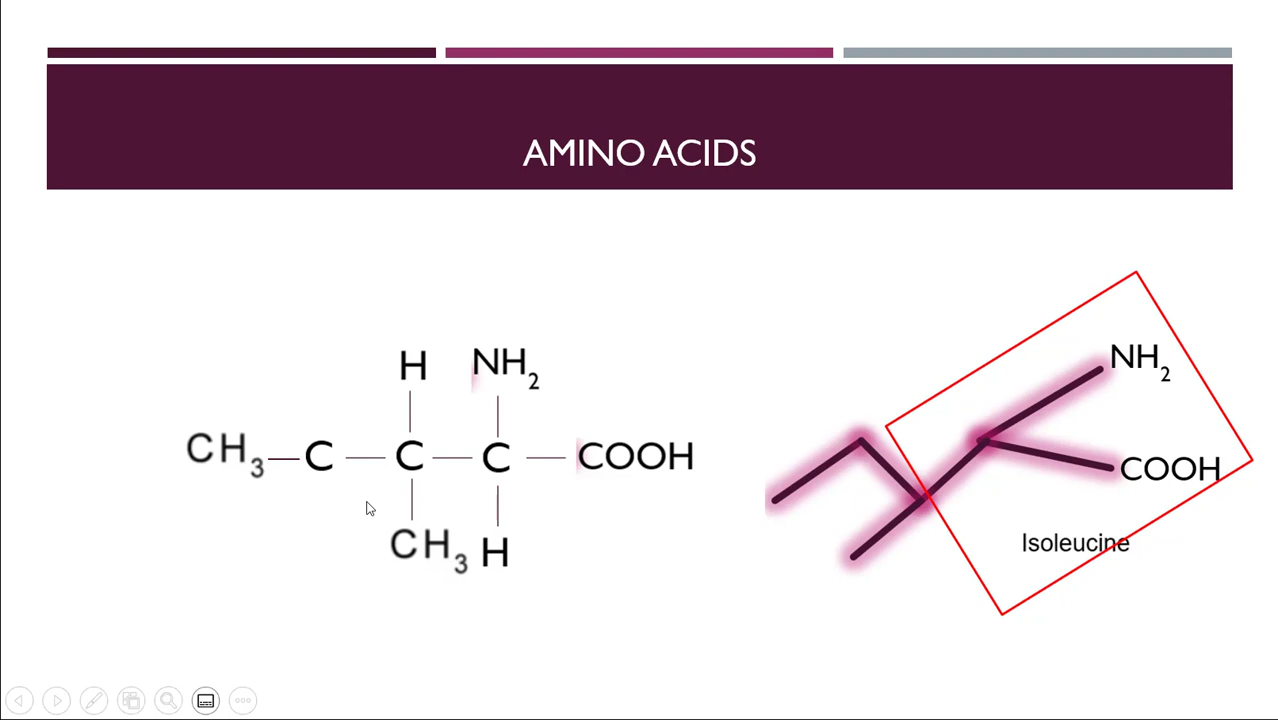 AMINO ACIDS
H NH2
CH3 C C C COOH
CH3 H
NH2
COOH
Isoleucine